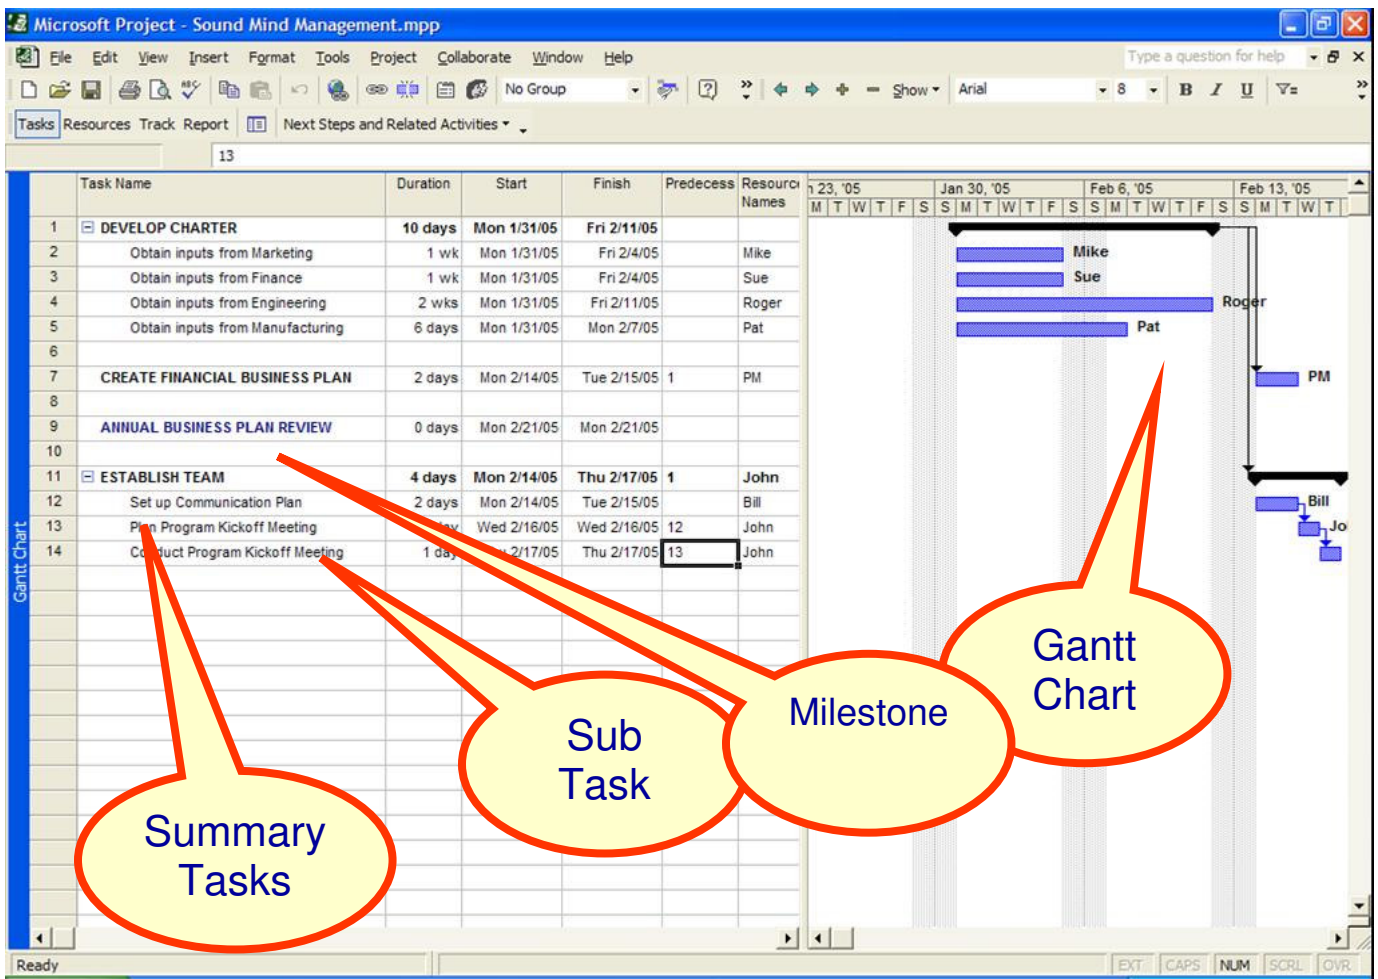 Microsoft Project - Sound Mind Management.mpp
File Edit View Insert Format Tools Project Collaborate Window Help Type a question for help
No Group Show Arial 8 B I U
Tasks Resources Track Report Next Steps and Related Activities
13
Task Name Duration Start Finish Predecess Resource Names
23, '05 Jan 30, '05 Feb 6, '05 Feb 13, '05
M T W T F S S M T W T F S S M T W T F S S M T W T
1 DEVELOP CHARTER 10 days Mon 1/31/05 Fri 2/11/05
2 Obtain inputs from Marketing 1 wk Mon 1/31/05 Fri 2/4/05 Mike Mike
3 Obtain inputs from Finance 1 wk Mon 1/31/05 Fri 2/4/05 Sue Sue
4 Obtain inputs from Engineering 2 wks Mon 1/31/05 Fri 2/11/05 Roger Roger
5 Obtain inputs from Manufacturing 6 days Mon 1/31/05 Mon 2/7/05 Pat Pat
6
7 CREATE FINANCIAL BUSINESS PLAN 2 days Mon 2/14/05 Tue 2/15/05 1 PM PM
8
9 ANNUAL BUSINESS PLAN REVIEW 0 days Mon 2/21/05 Mon 2/21/05
10
11 ESTABLISH TEAM 4 days Mon 2/14/05 Thu 2/17/05 1 John
12 Set up Communication Plan 2 days Mon 2/14/05 Tue 2/15/05 Bill Bill
13 Plan Program Kickoff Meeting Wed 2/16/05 Wed 2/16/05 12 John Jo
14 Conduct Program Kickoff Meeting 1 day 2/17/05 Thu 2/17/05 13 John
Gantt Chart
Gantt
Chart
Milestone
Sub
Task
Summary
Tasks
Ready EXT CAPS NUM SCRL OVR